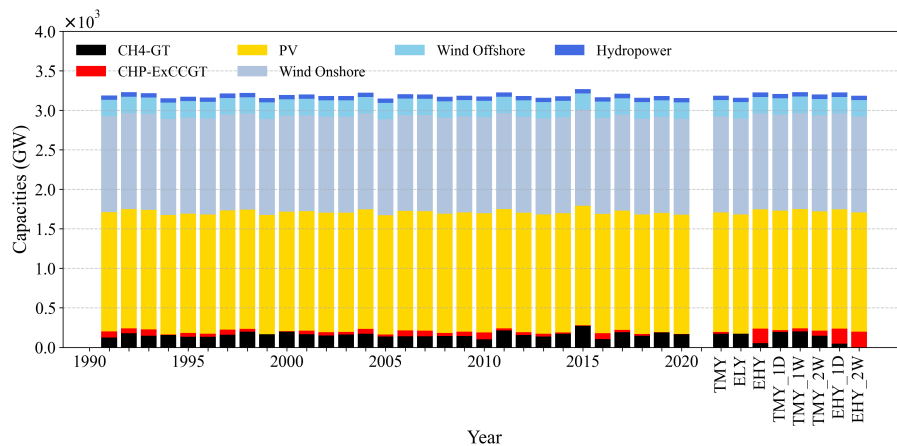 ×10³
4.0
3.5
3.0
2.5
2.0
1.5
1.0
0.5
0.0
Capacities (GW)
CH4-GT
CHP-ExCCGT
PV
Wind Onshore
Wind Offshore
Hydropower
1990
1995
2000
2005
2010
2015
2020
TMY
ELY
EHY
TMY_1D
TMY_1W
TMY_2W
EHY_1D
EHY_2W
Year